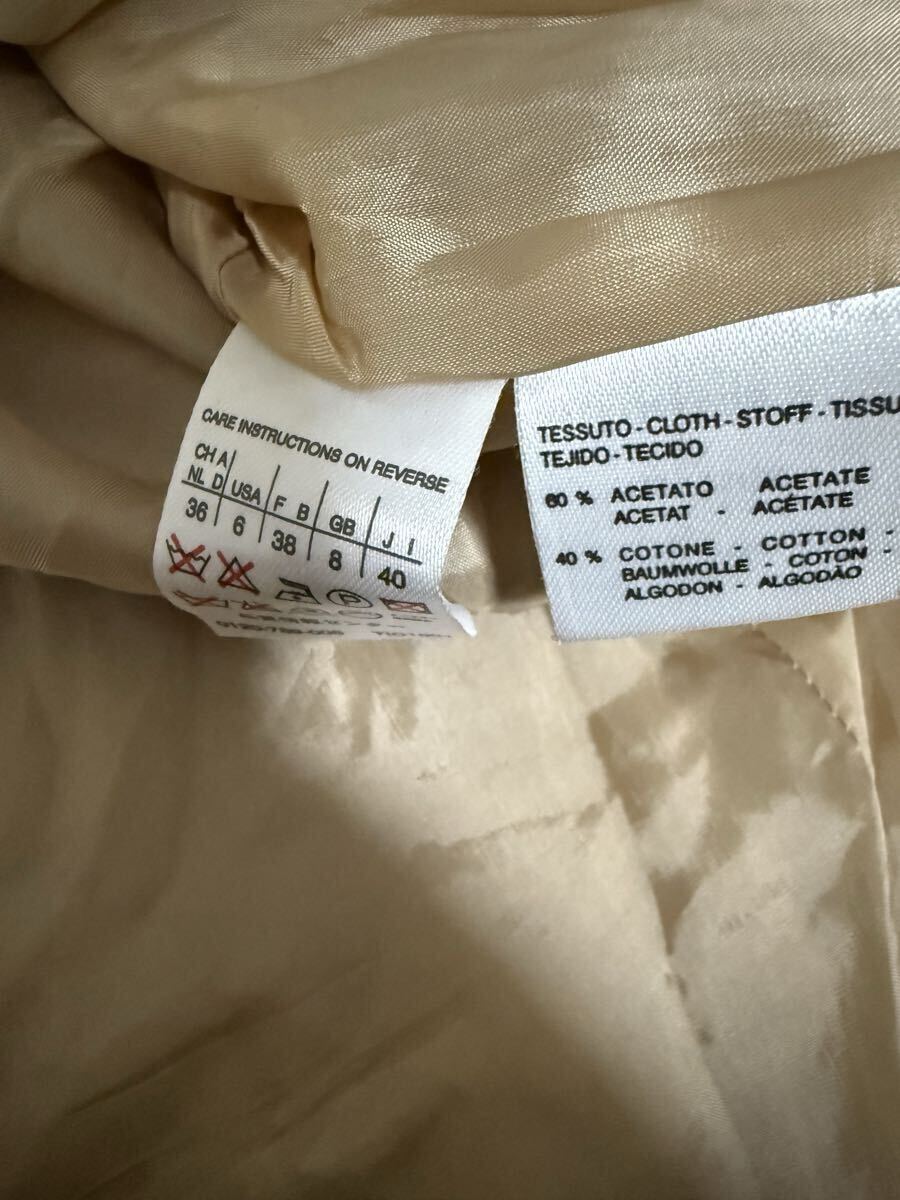 CARE INSTRUCTIONS ON REVERSE
CH A
NL D USA F B GB J I
36 6 38 8 40
P
TESSUTO - CLOTH - STOFF - TISSU
TEJIDO - TECIDO
60 % ACETATO ACETATE
ACETAT - ACÉTATE
40 % COTONE - COTTON -
BAUMWOLLE - COTON -
ALGODON - ALGODÃO